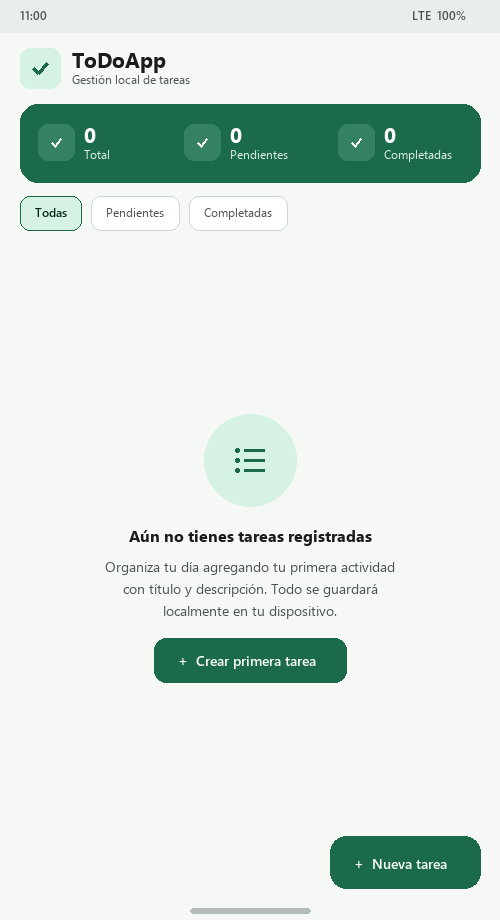 11:00
LTE 100%
ToDoApp
Gestión local de tareas
0
Total
0
Pendientes
0
Completadas
Todas
Pendientes
Completadas
Aún no tienes tareas registradas
Organiza tu día agregando tu primera actividad
con título y descripción. Todo se guardará
localmente en tu dispositivo.
+ Crear primera tarea
+ Nueva tarea